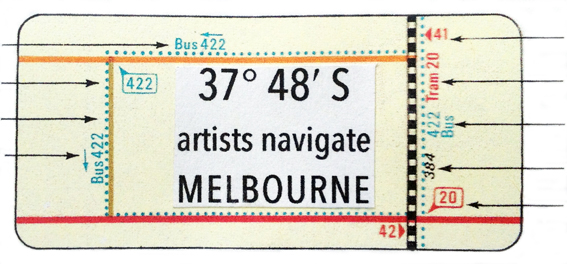 Bus 422
41
422
37° 48′ S
artists navigate
MELBOURNE
Tram 20
422
Bus
Bus 422
384
20
42